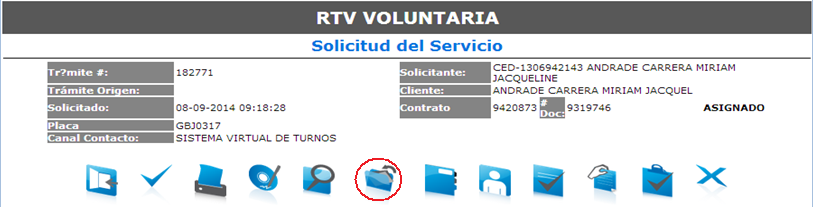 RTV VOLUNTARIA
Solicitud del Servicio
Tr?mite #: 182771 Solicitante: CED-1306942143 ANDRADE CARRERA MIRIAM JACQUELINE
Trámite Origen: Cliente: ANDRADE CARRERA MIRIAM JACQUEL
Solicitado: 08-09-2014 09:18:28 Contrato 9420873 # Doc: 9319746 ASIGNADO
Placa GBJ0317
Canal Contacto: SISTEMA VIRTUAL DE TURNOS